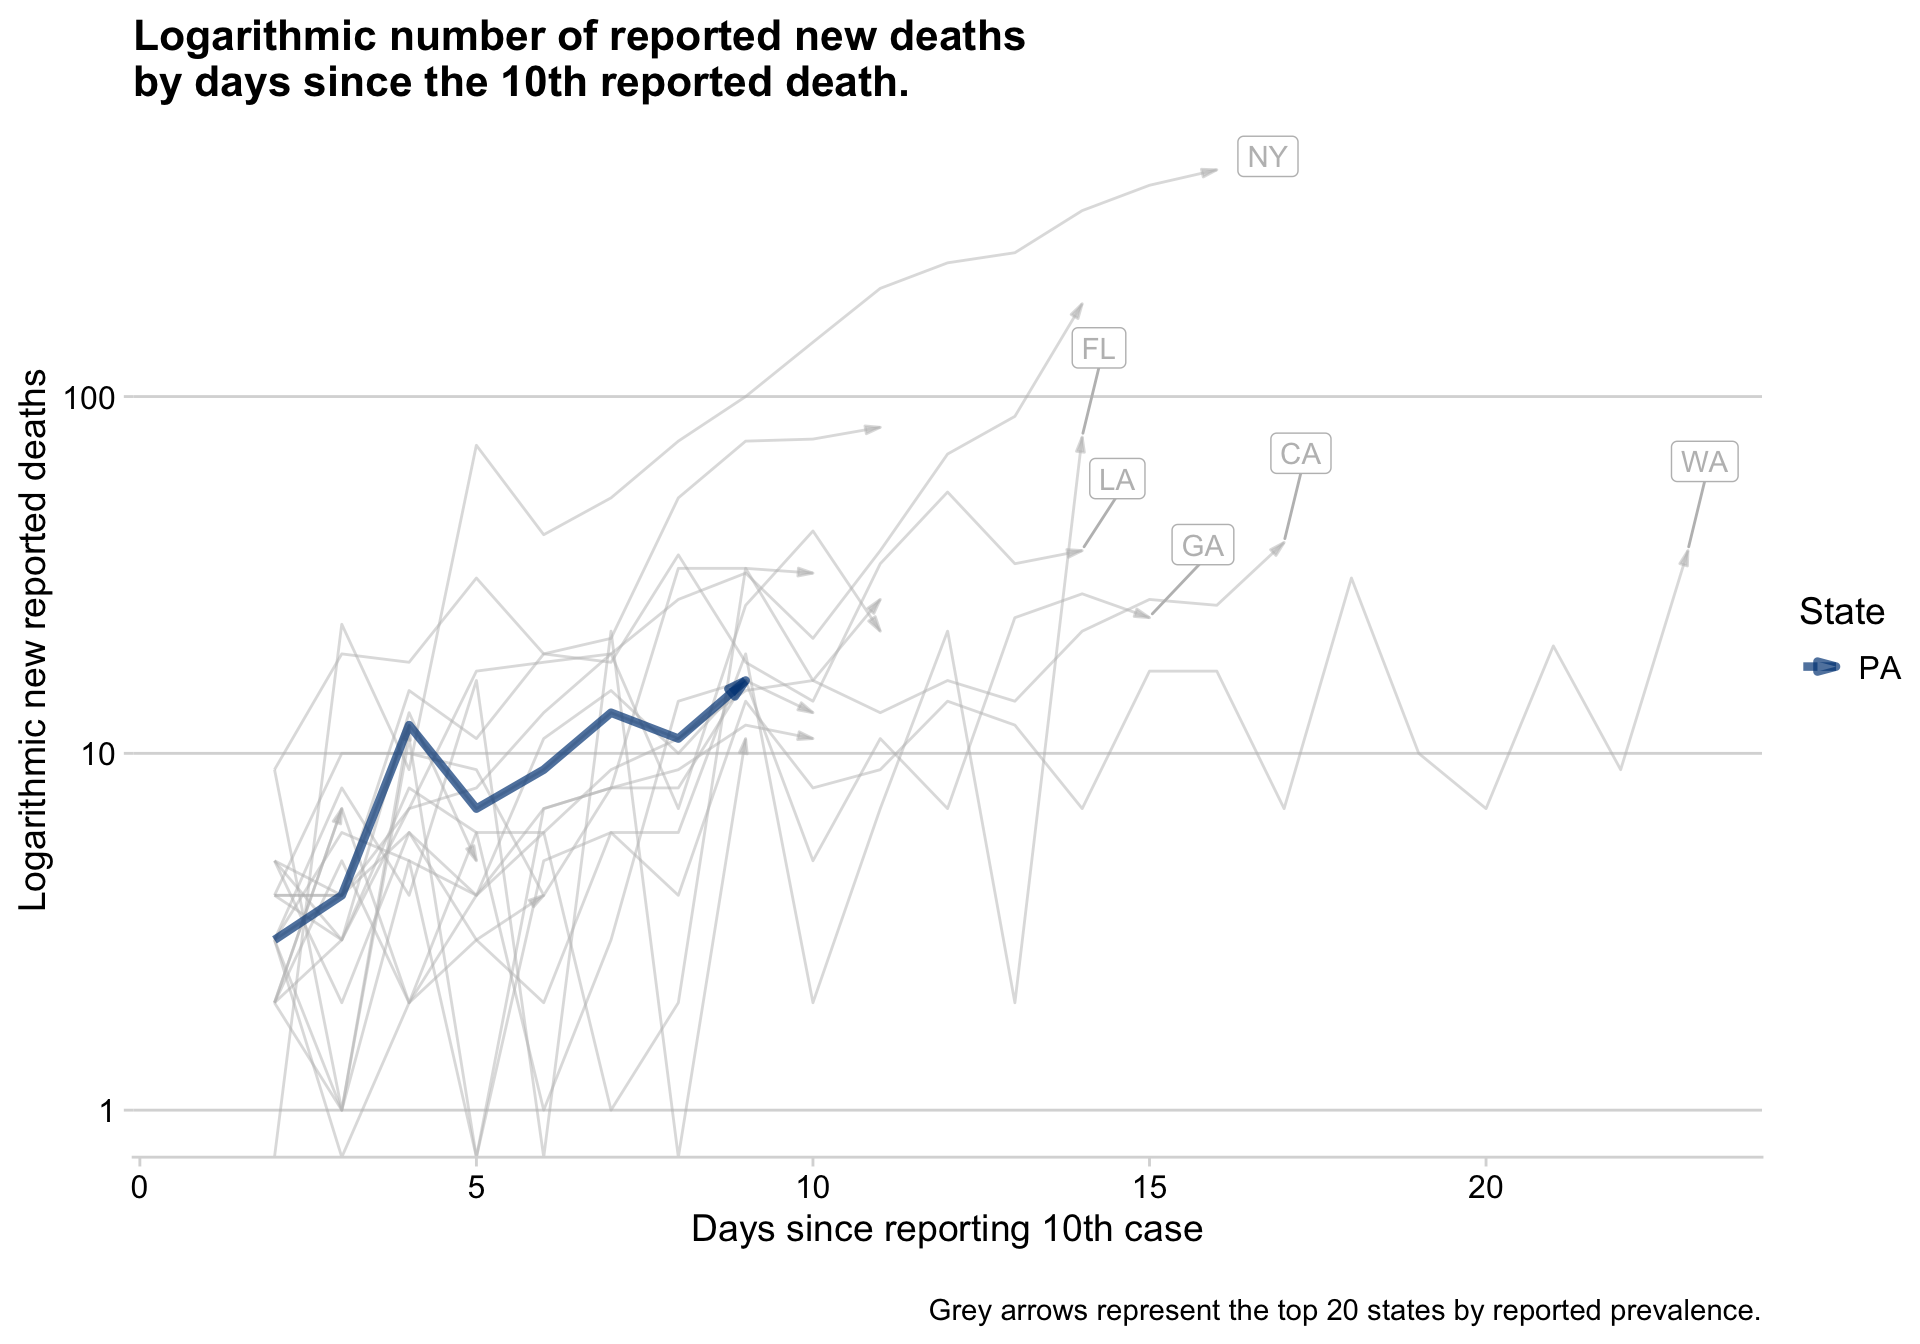 Logarithmic number of reported new deaths
by days since the 10th reported death.
NY
FL
LA
GA
CA
WA
Logarithmic new reported deaths
100
10
1
0 5 10 15 20
Days since reporting 10th case
State
PA
Grey arrows represent the top 20 states by reported prevalence.